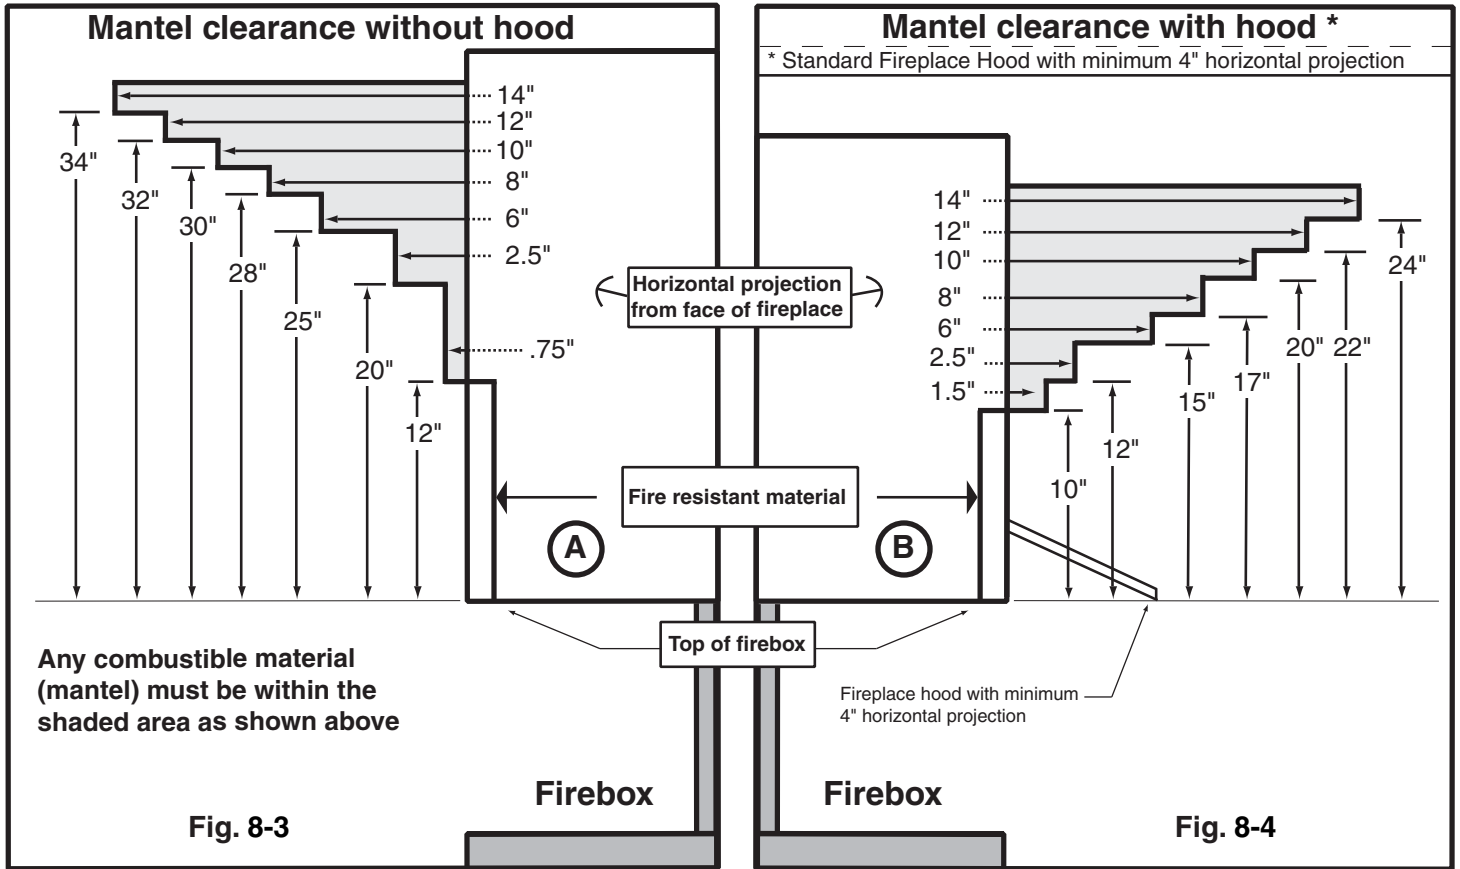 Mantel clearance without hood
14"
12"
10"
8"
6"
2.5"
.75"
34"
32"
30"
28"
25"
20"
12"
A
Any combustible material
(mantel) must be within the
shaded area as shown above
Firebox
Fig. 8-3
Horizontal projection
from face of fireplace
Fire resistant material
Top of firebox
Mantel clearance with hood *
* Standard Fireplace Hood with minimum 4" horizontal projection
14"
12"
10"
8"
6"
2.5"
1.5"
24"
22"
20"
17"
15"
12"
10"
B
Fireplace hood with minimum
4" horizontal projection
Firebox
Fig. 8-4